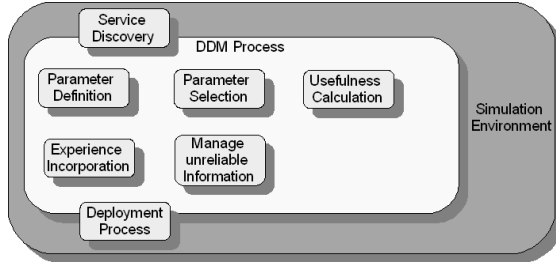 Service
Discovery
DDM Process
Parameter
Definition
Parameter
Selection
Usefulness
Calculation
Simulation
Environment
Experience
Incorporation
Manage
unreliable
Information
Deployment
Process